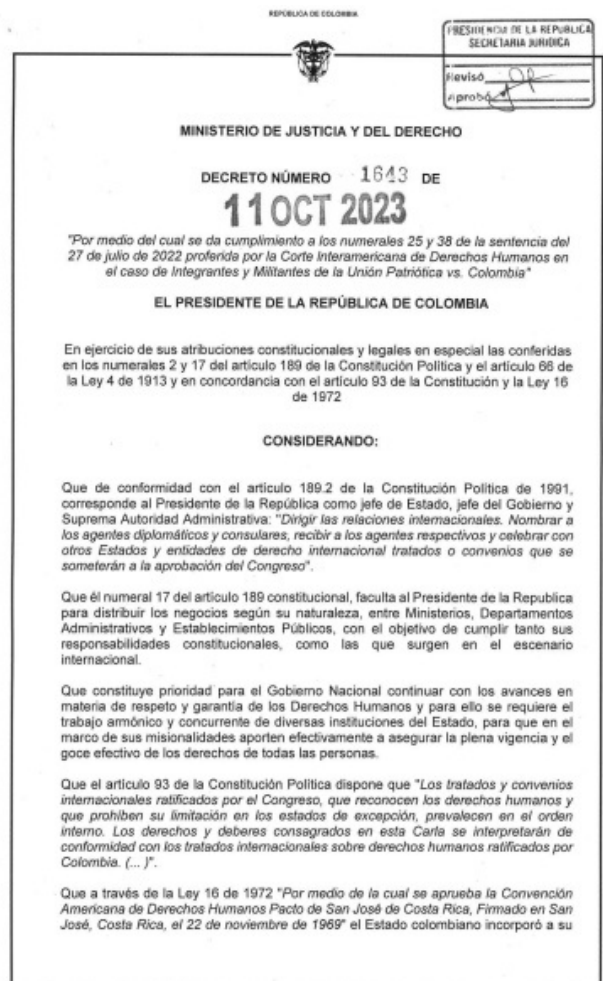 REPÚBLICA DE COLOMBIA
PRESIDENCIA DE LA REPUBLICA
SECRETARIA JURIDICA
Revisó
Aprobó
MINISTERIO DE JUSTICIA Y DEL DERECHO
DECRETO NÚMERO 1643 DE
11 OCT 2023
"Por medio del cual se da cumplimiento a los numerales 25 y 38 de la sentencia del
27 de julio de 2022 proferida por la Corte Interamericana de Derechos Humanos en
el caso de Integrantes y Militantes de la Unión Patriótica vs. Colombia"
EL PRESIDENTE DE LA REPÚBLICA DE COLOMBIA
En ejercicio de sus atribuciones constitucionales y legales en especial las conferidas
en los numerales 2 y 17 del artículo 189 de la Constitución Política y el artículo 66 de
la Ley 4 de 1913 y en concordancia con el artículo 93 de la Constitución y la Ley 16
de 1972
CONSIDERANDO:
Que de conformidad con el artículo 189.2 de la Constitución Política de 1991,
corresponde al Presidente de la República como jefe de Estado, jefe del Gobierno y
Suprema Autoridad Administrativa: "Dirigir las relaciones internacionales. Nombrar a
los agentes diplomáticos y consulares, recibir a los agentes respectivos y celebrar con
otros Estados y entidades de derecho internacional tratados o convenios que se
someterán a la aprobación del Congreso".
Que él numeral 17 del artículo 189 constitucional, faculta al Presidente de la Republica
para distribuir los negocios según su naturaleza, entre Ministerios, Departamentos
Administrativos y Establecimientos Públicos, con el objetivo de cumplir tanto sus
responsabilidades constitucionales, como las que surgen en el escenario
internacional.
Que constituye prioridad para el Gobierno Nacional continuar con los avances en
materia de respeto y garantía de los Derechos Humanos y para ello se requiere el
trabajo armónico y concurrente de diversas instituciones del Estado, para que en el
marco de sus misionalidades aporten efectivamente a asegurar la plena vigencia y el
goce efectivo de los derechos de todas las personas.
Que el artículo 93 de la Constitución Política dispone que "Los tratados y convenios
internacionales ratificados por el Congreso, que reconocen los derechos humanos y
que prohíben su limitación en los estados de excepción, prevalecen en el orden
interno. Los derechos y deberes consagrados en esta Carta se interpretarán de
conformidad con los tratados internacionales sobre derechos humanos ratificados por
Colombia. (... )".
Que a través de la Ley 16 de 1972 "Por medio de la cual se aprueba la Convención
Americana de Derechos Humanos Pacto de San José de Costa Rica, Firmado en San
José, Costa Rica, el 22 de noviembre de 1969" el Estado colombiano incorporó a su